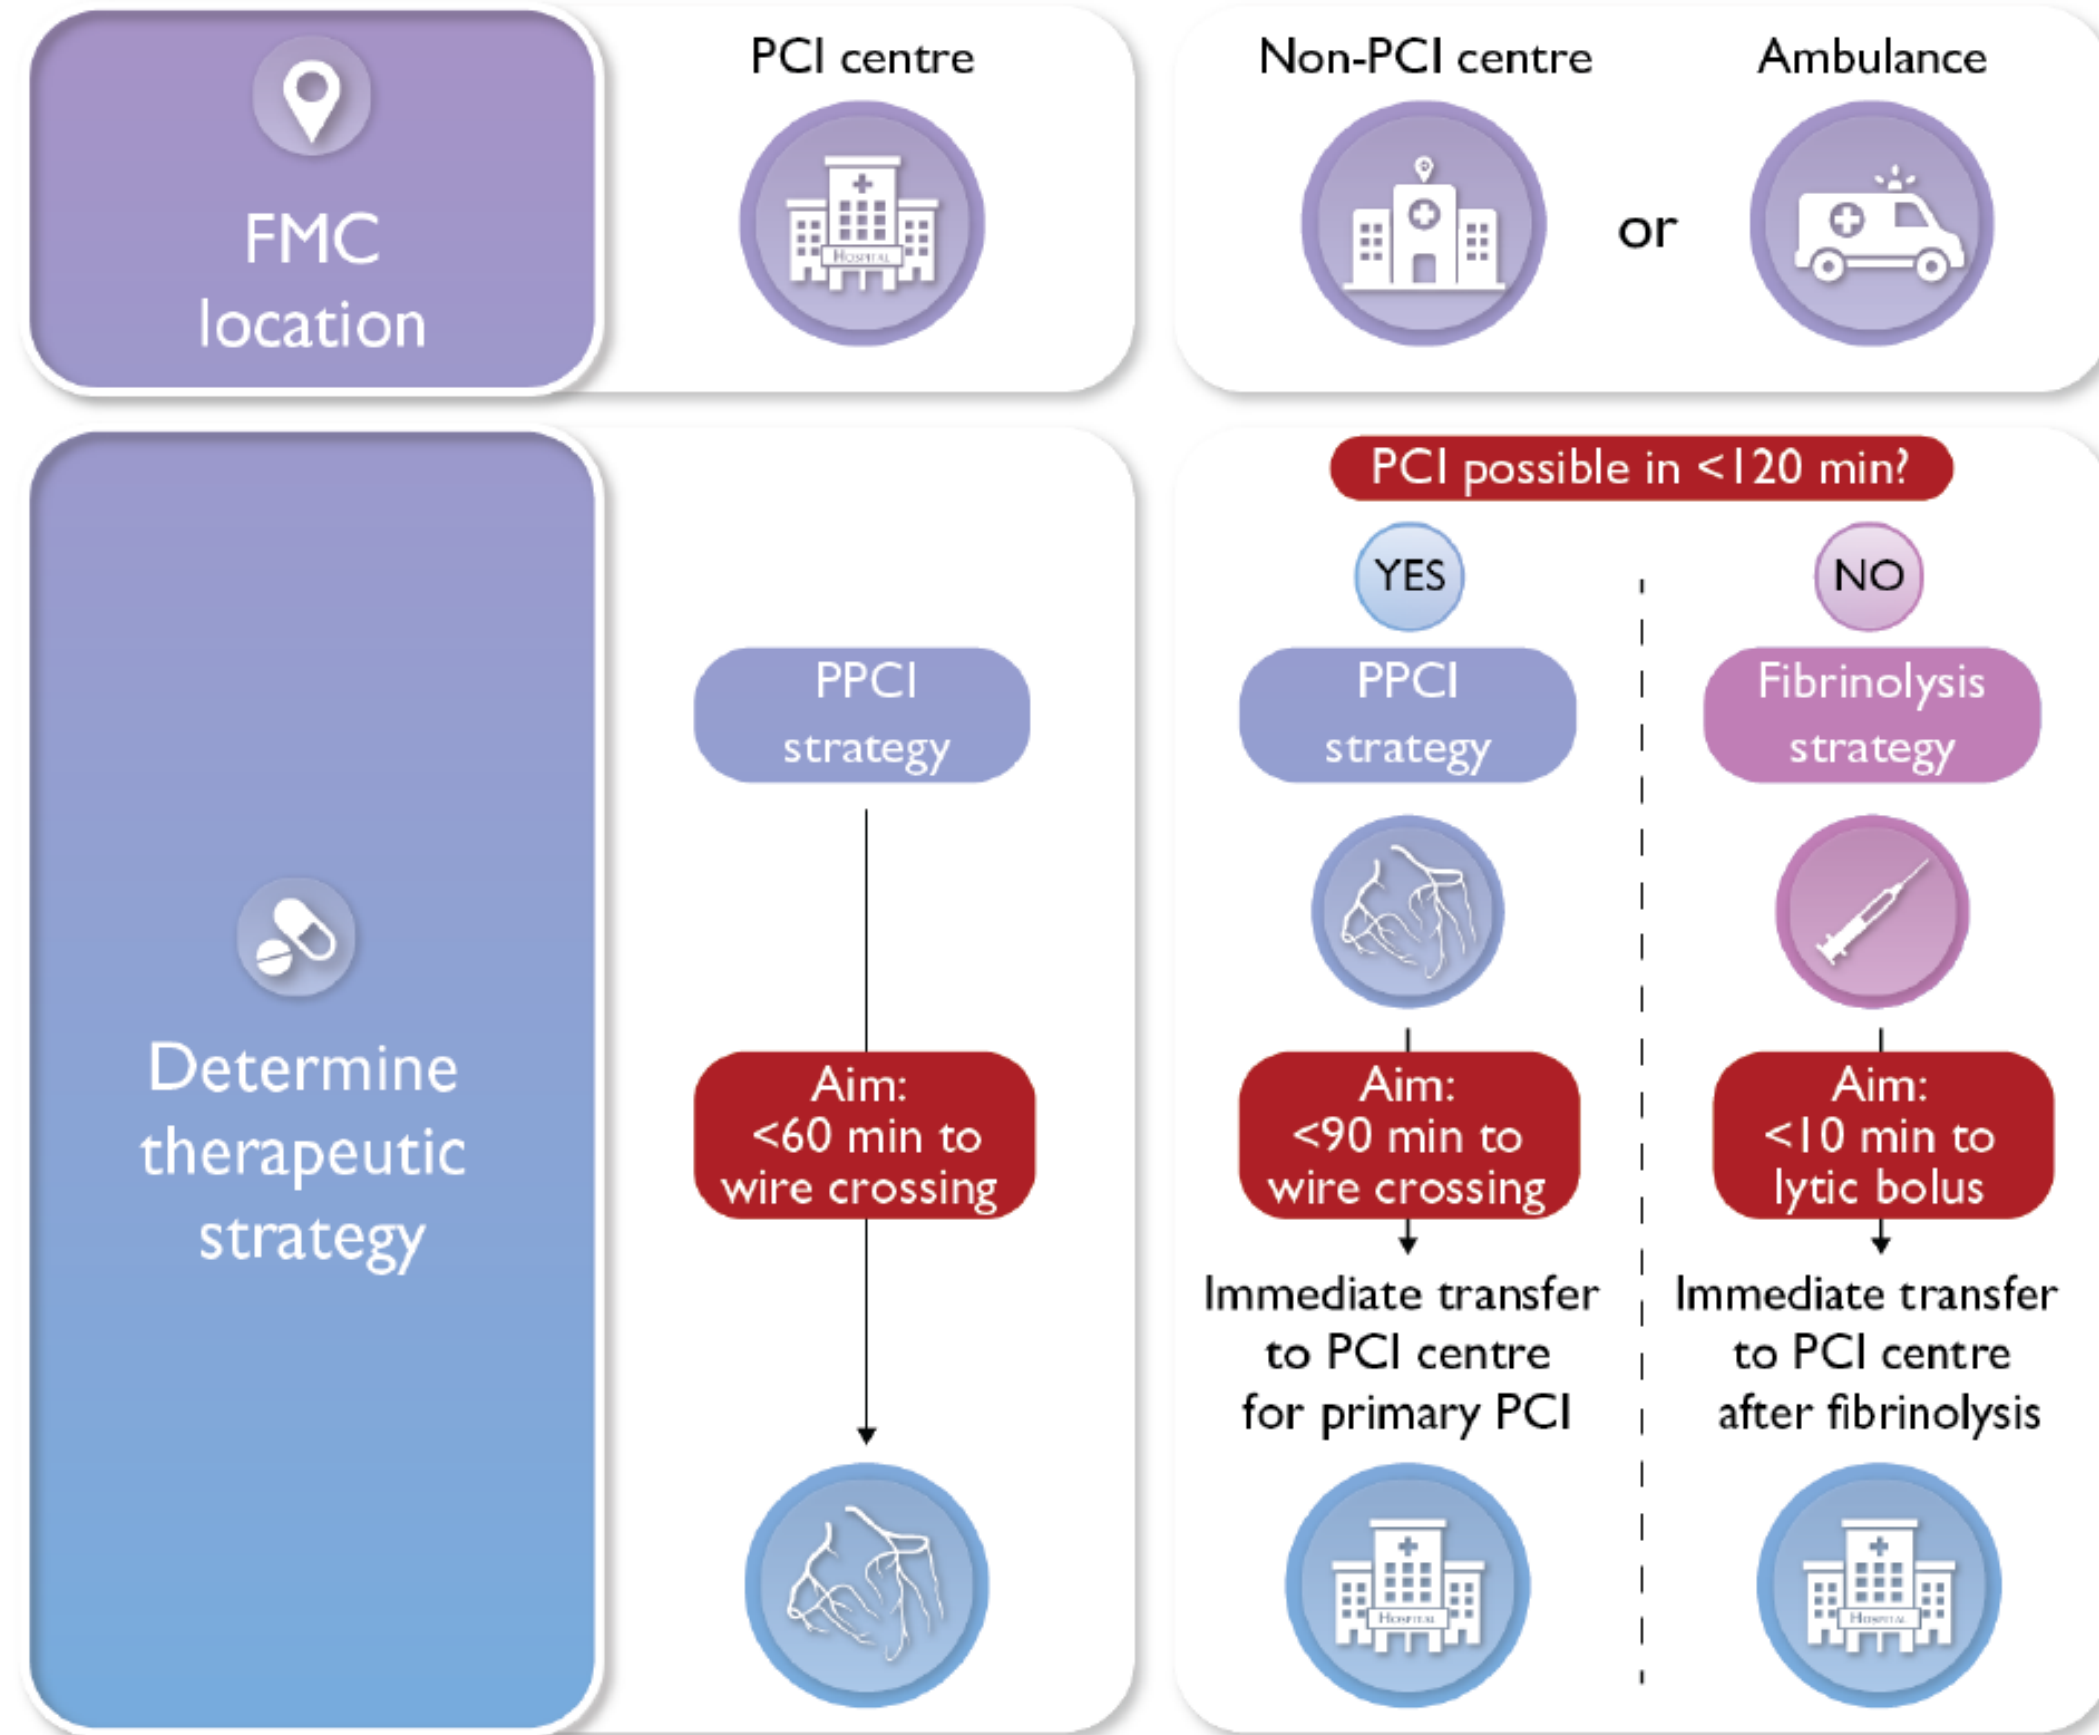 FMC
location
PCI centre
HOSPITAL
Non-PCI centre
or
Ambulance
Determine
therapeutic
strategy
PPCI
strategy
Aim:
<60 min to
wire crossing
PCI possible in <120 min?
YES
PPCI
strategy
Aim:
<90 min to
wire crossing
Immediate transfer
to PCI centre
for primary PCI
HOSPITAL
NO
Fibrinolysis
strategy
Aim:
<10 min to
lytic bolus
Immediate transfer
to PCI centre
after fibrinolysis
HOSPITAL